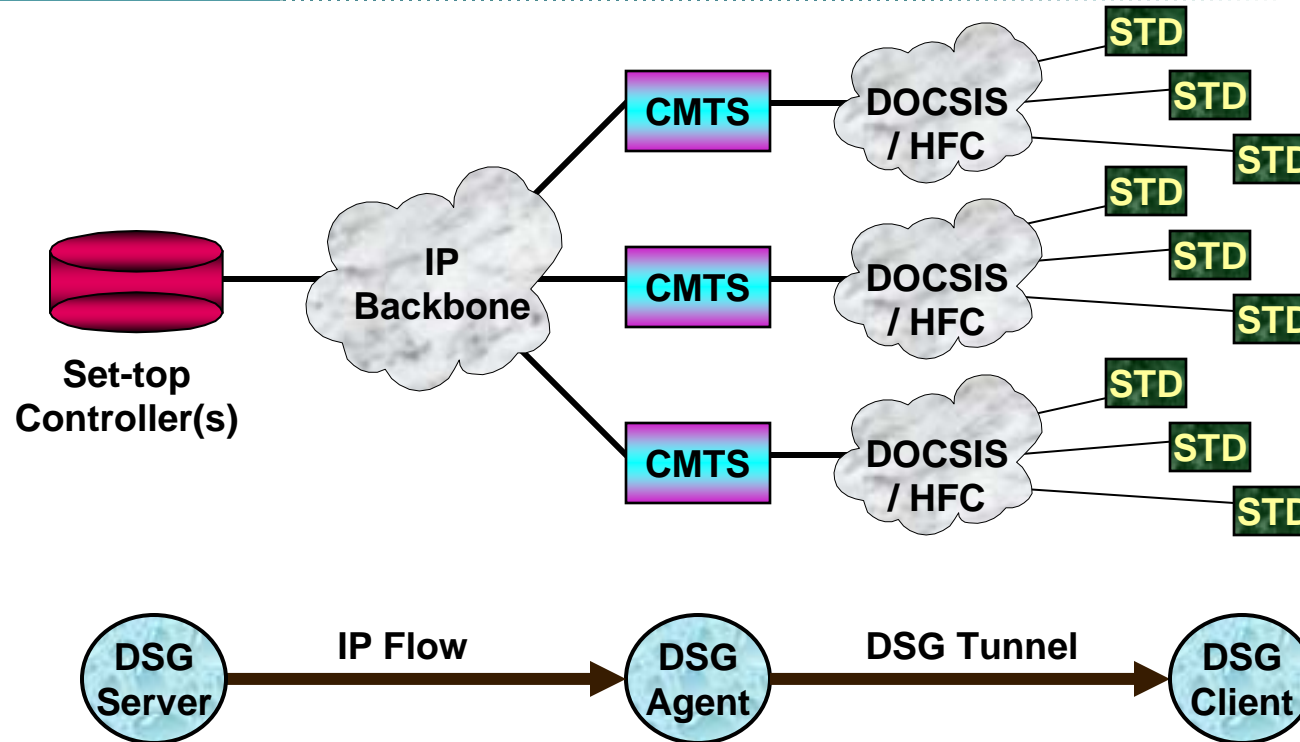 STD
CMTS
DOCSIS
/ HFC
STD
STD
STD
IP
Backbone
CMTS
DOCSIS
/ HFC
STD
STD
Set-top
Controller(s)
STD
CMTS
DOCSIS
/ HFC
STD
STD
DSG
Server
IP Flow
DSG
Agent
DSG Tunnel
DSG
Client